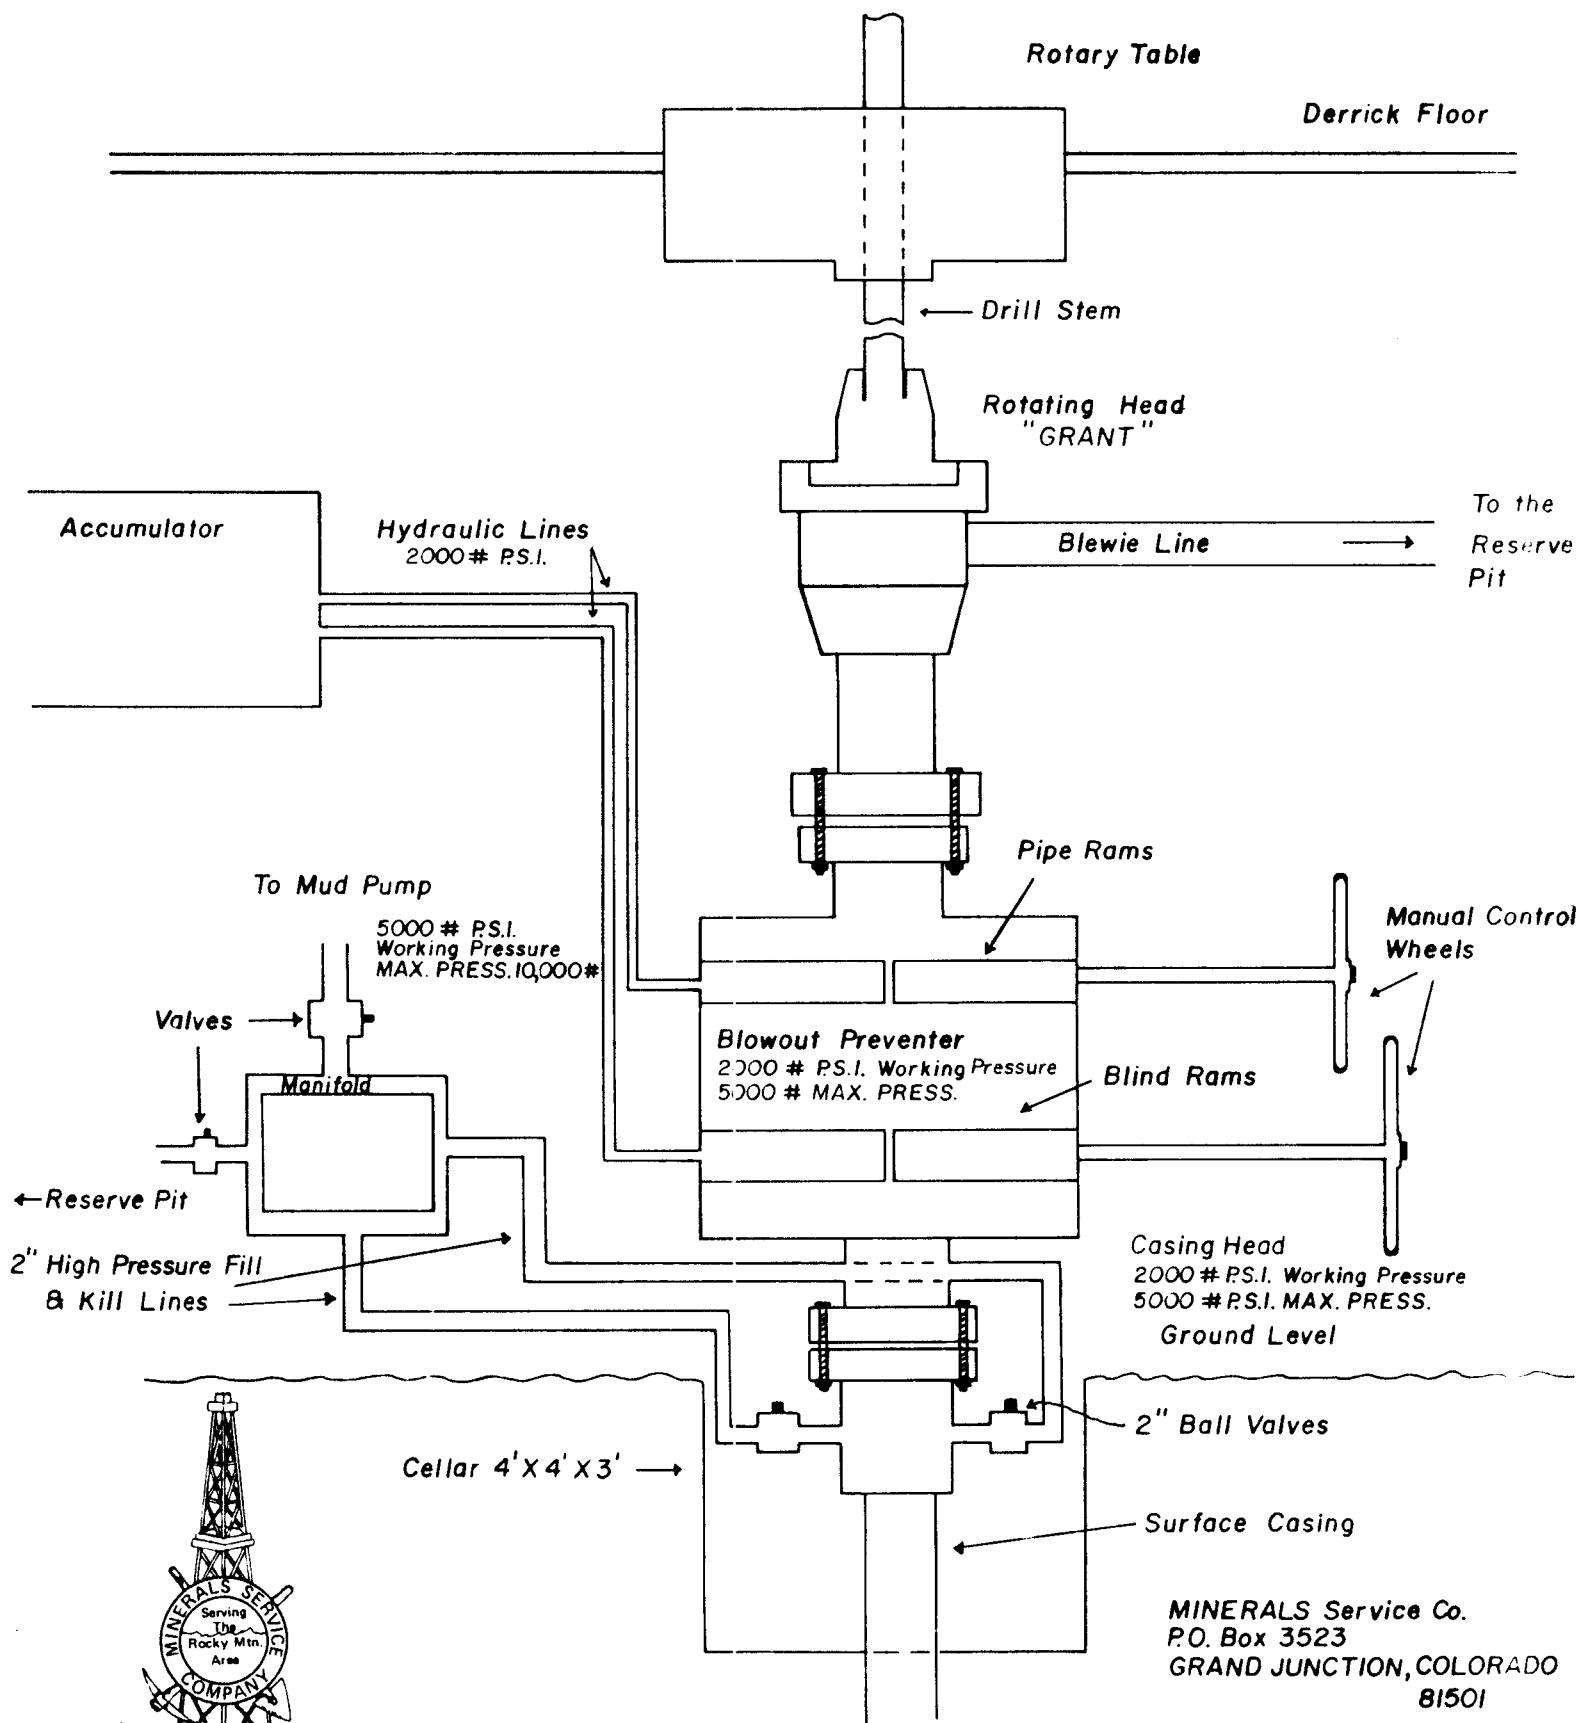 Rotary Table
Derrick Floor
Drill Stem
Rotating Head
"GRANT"
Accumulator
Hydraulic Lines
2000 # P.S.I.
Blewie Line
To the
Reserve
Pit
Pipe Rams
To Mud Pump
5000 # P.S.I.
Working Pressure
MAX. PRESS. 10,000#
Manual Control
Wheels
Valves
Manifold
Blowout Preventer
2000 # P.S.I. Working Pressure
5000 # MAX. PRESS.
Blind Rams
←Reserve Pit
2" High Pressure Fill
& Kill Lines
Casing Head
2000 # P.S.I. Working Pressure
5000 # P.S.I. MAX. PRESS.
Ground Level
2" Ball Valves
Cellar 4' X 4' X 3'
Surface Casing
MINERALS SERVICE
COMPANY
Serving
The
Rocky Mtn.
Area
MINERALS Service Co.
P.O. Box 3523
GRAND JUNCTION, COLORADO
81501